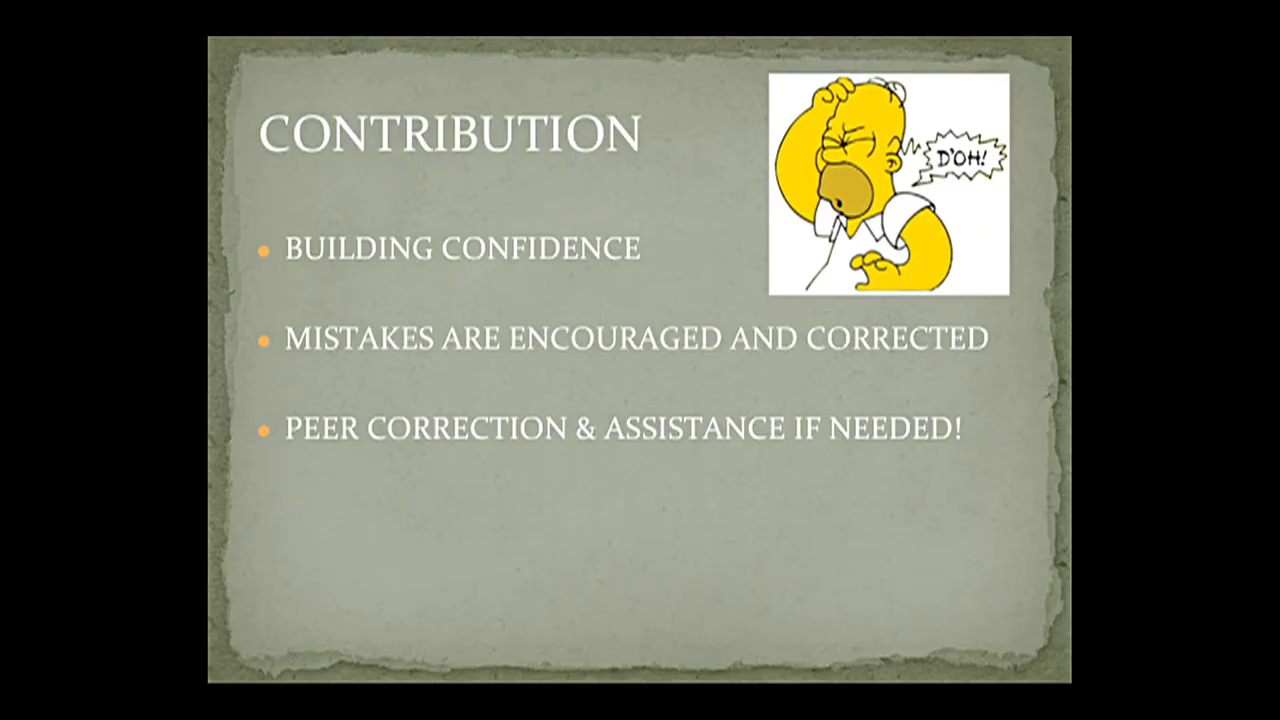 CONTRIBUTION
D'OH!
BUILDING CONFIDENCE
MISTAKES ARE ENCOURAGED AND CORRECTED
PEER CORRECTION & ASSISTANCE IF NEEDED!